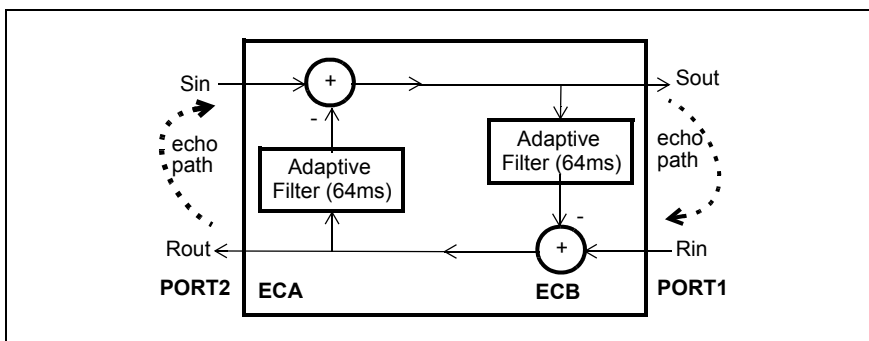 Sin
+
Sout
-
echo
path
Adaptive
Filter (64ms)
Adaptive
Filter (64ms)
echo
path
-
Rout
+
Rin
PORT2
ECA
ECB
PORT1